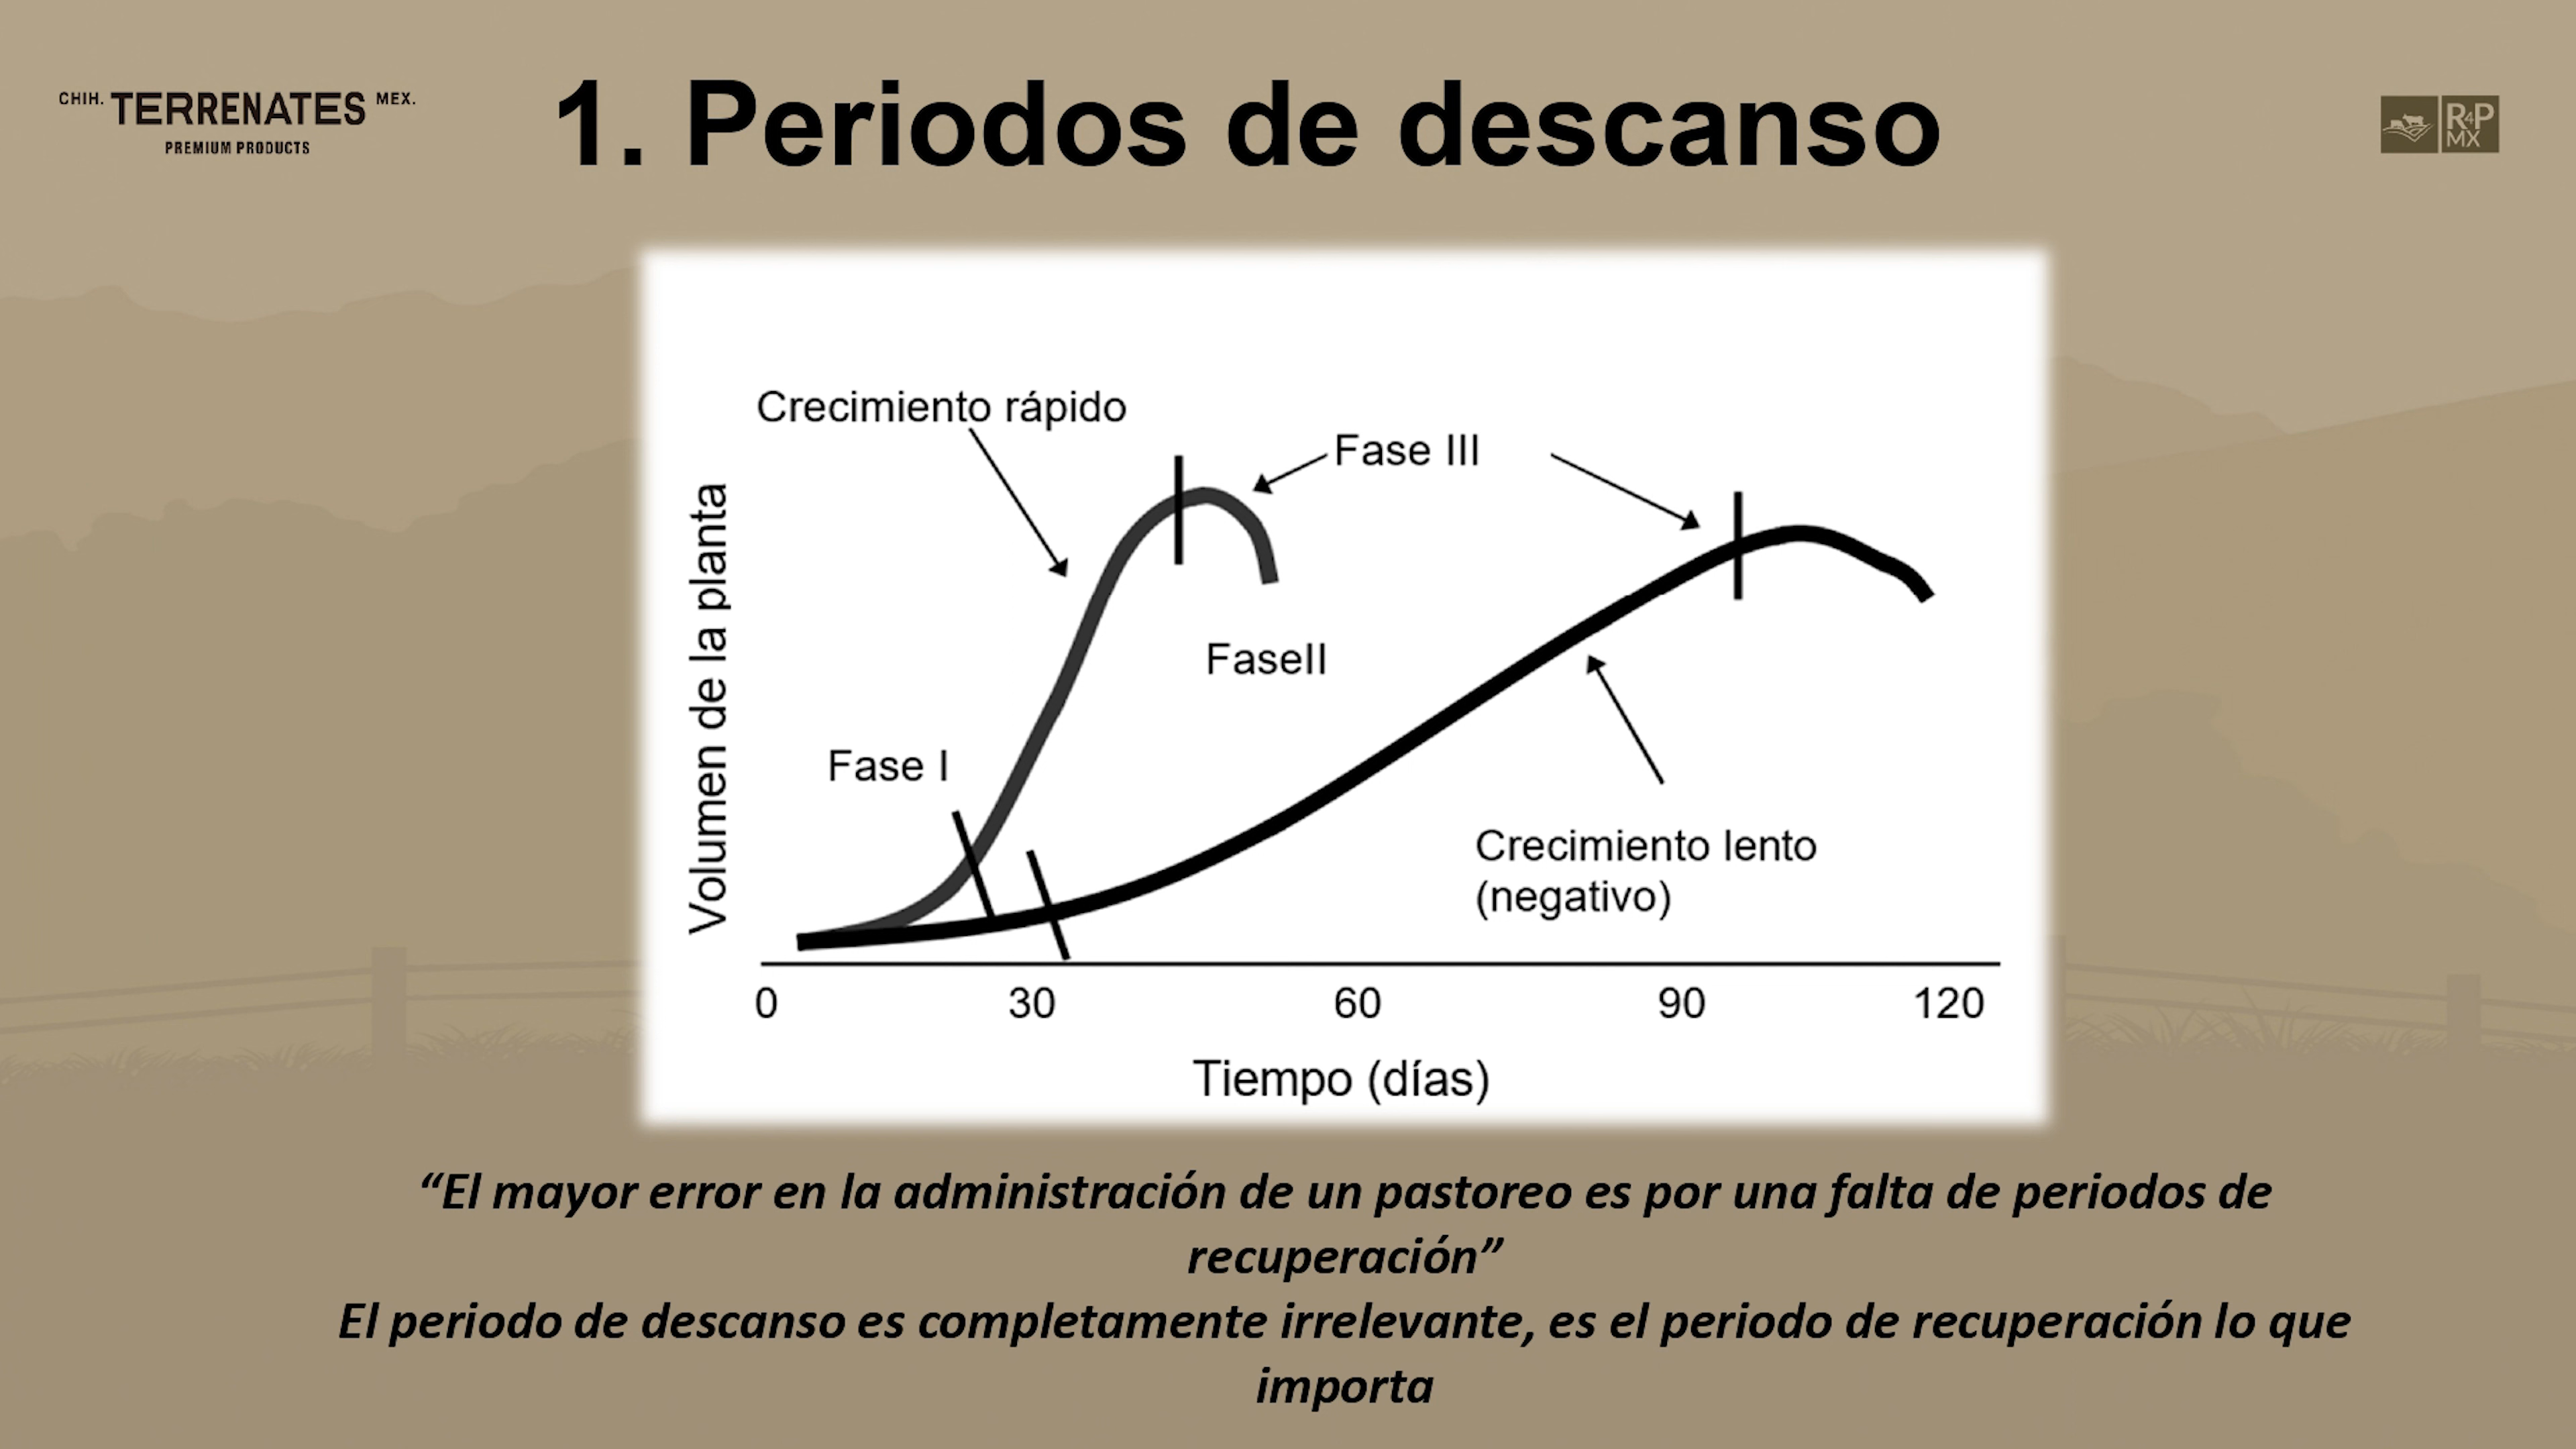 CHIH. TERRENATES MEX.
PREMIUM PRODUCTS
1. Periodos de descanso
R4P
MX
Crecimiento rápido
Fase III
Volumen de la planta
FaseII
Fase I
Crecimiento lento
(negativo)
0 30 60 90 120
Tiempo (días)
“El mayor error en la administración de un pastoreo es por una falta de periodos de
recuperación”
El periodo de descanso es completamente irrelevante, es el periodo de recuperación lo que
importa